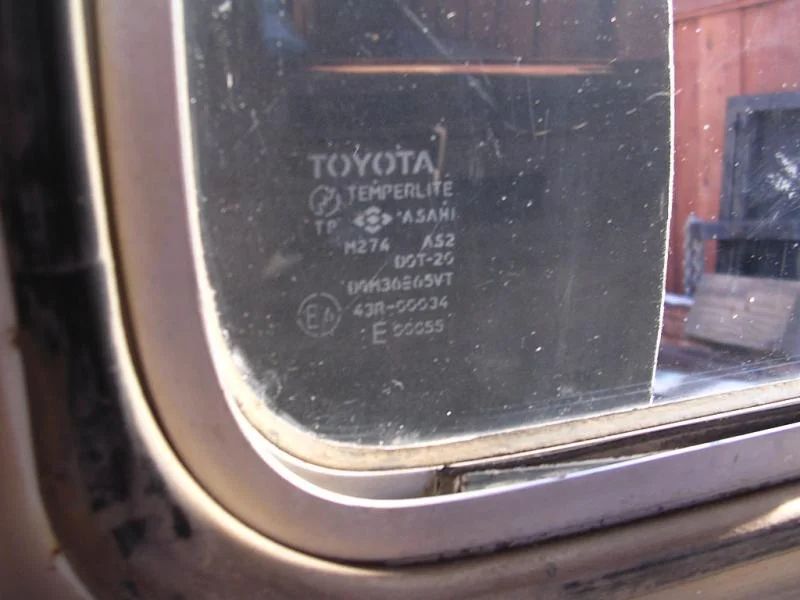 TOYOTA
TEMPERLITE
TP ASAHI
M274 AS2
DOT-20
43R-00034
E 00055